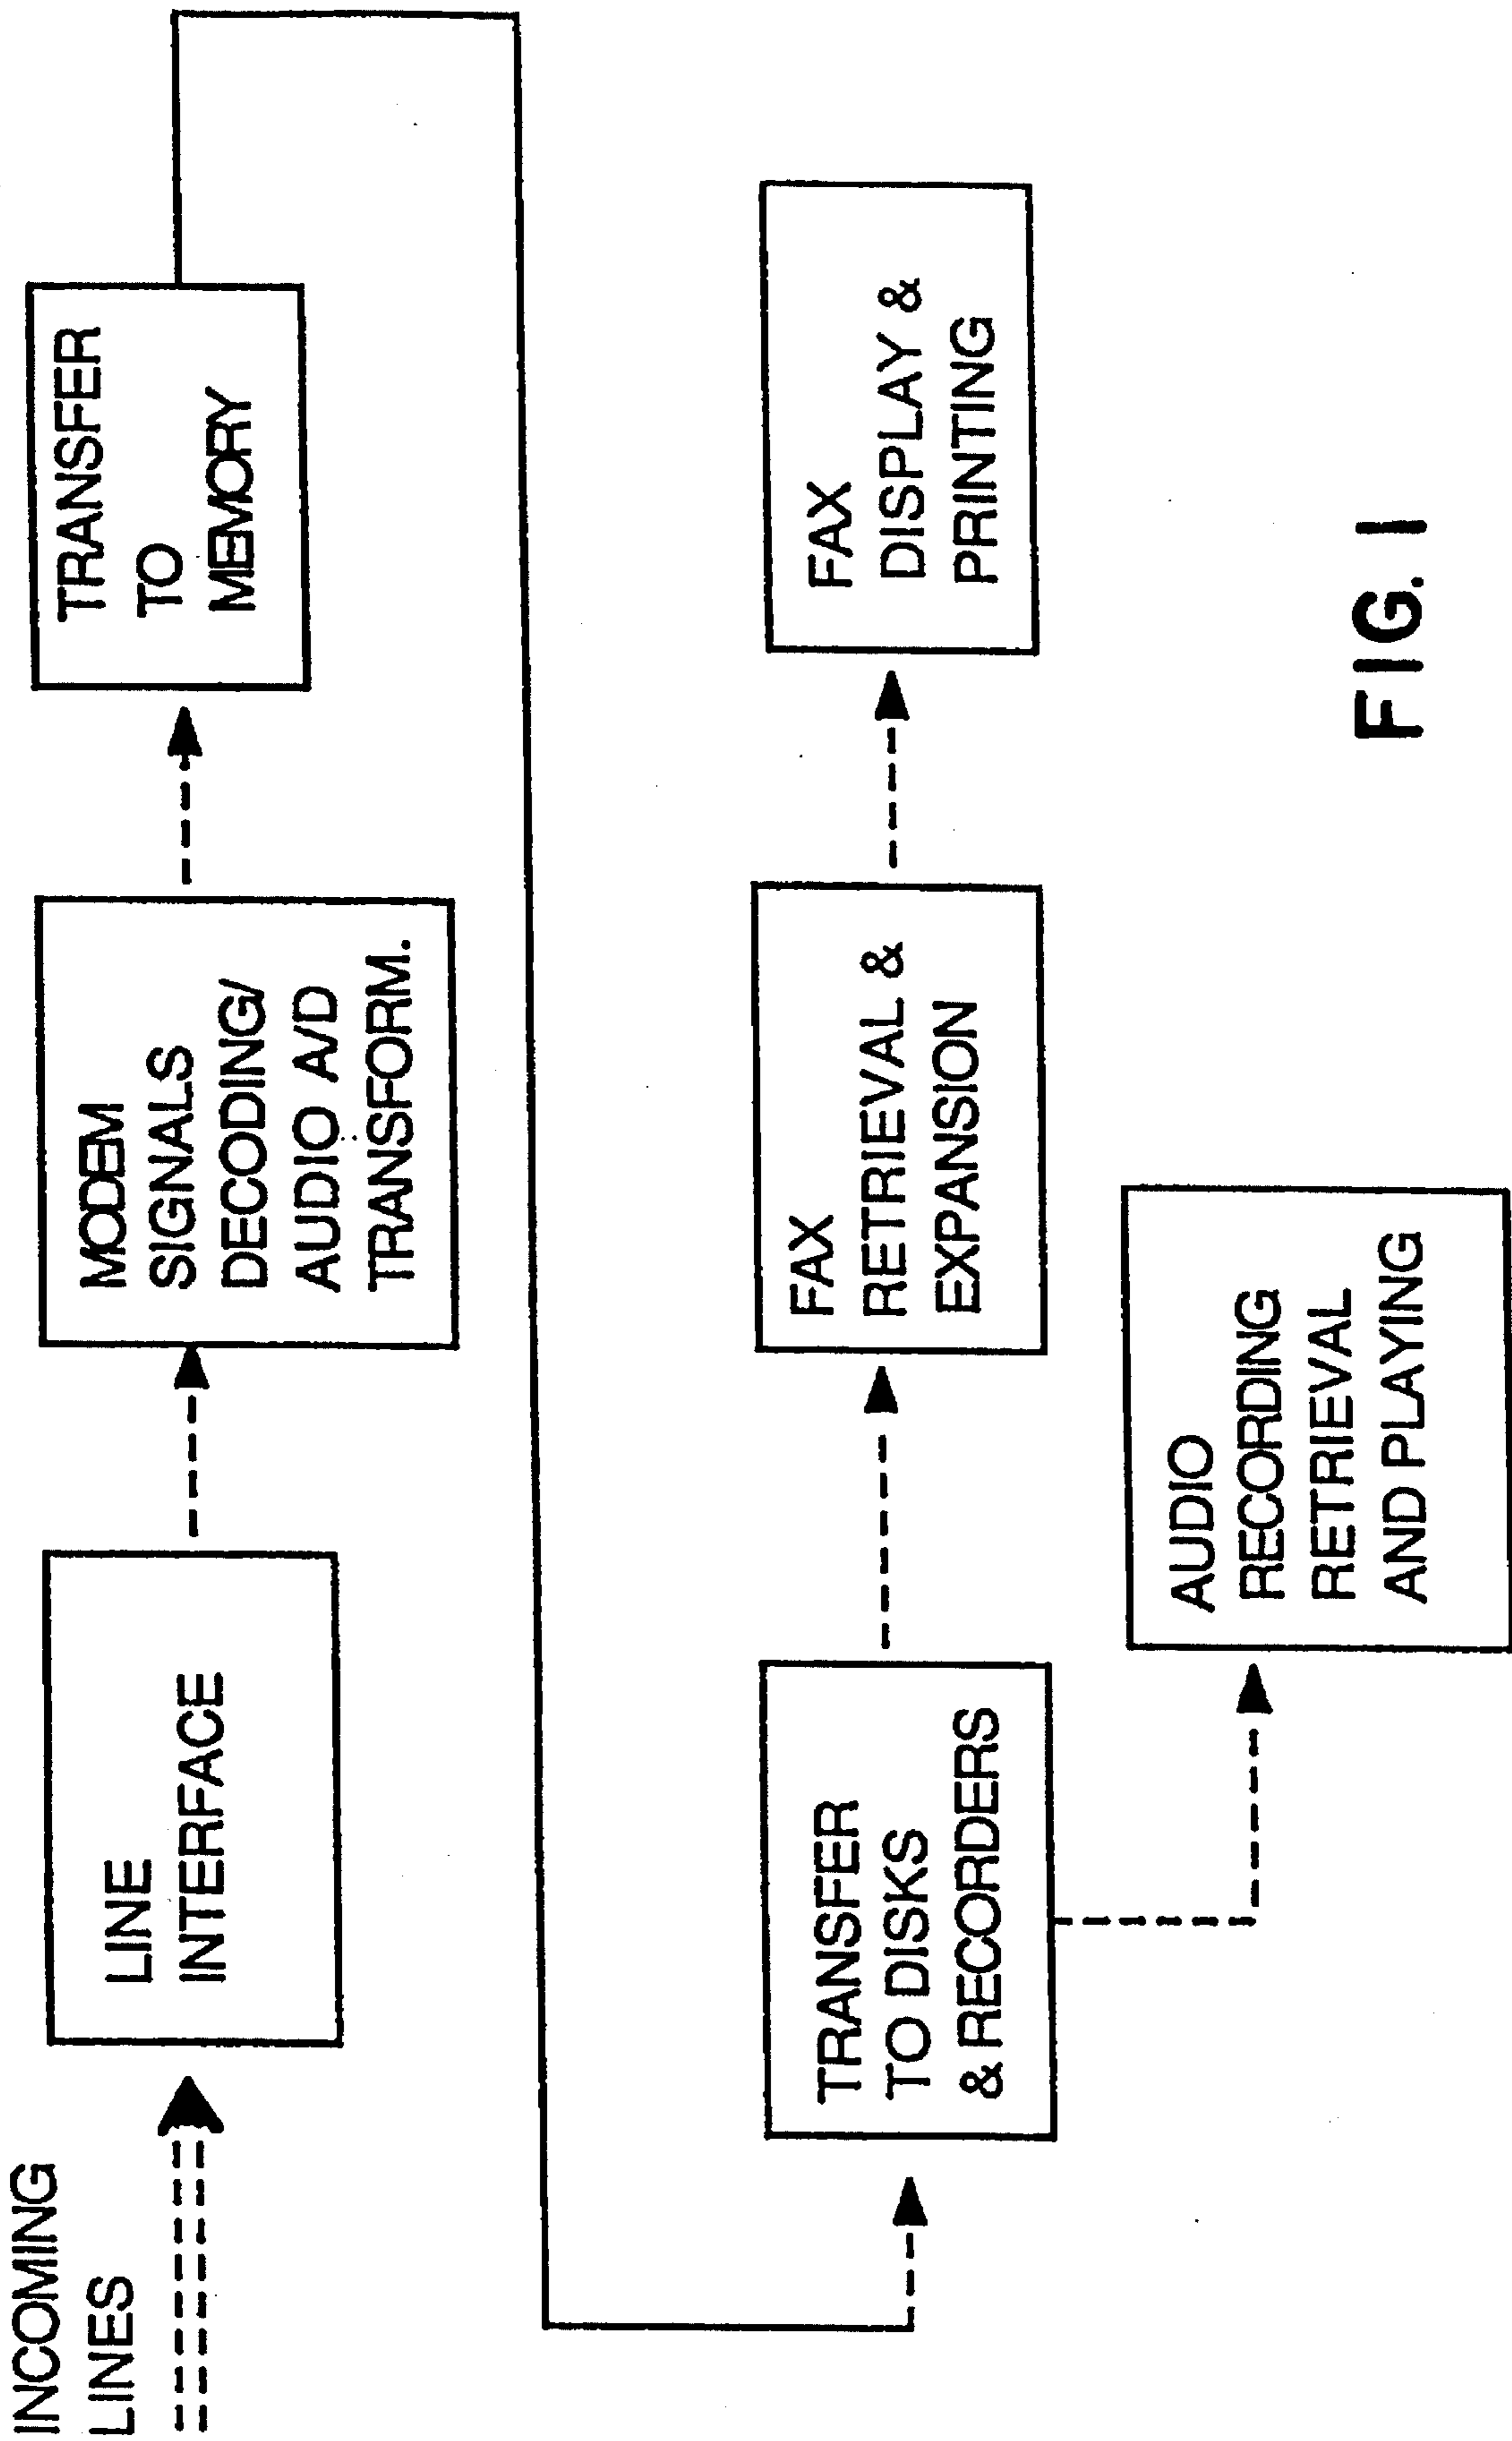 INCOMING
LINES
LINE
INTERFACE
MODEM
SIGNALS
DECODING/
AUDIO A/D
TRANSFORM.
TRANSFER
TO
MEMORY
TRANSFER
TO DISKS
& RECORDERS
FAX
RETRIEVAL &
EXPANSION
FAX
DISPLAY &
PRINTING
AUDIO
RECORDING
RETRIEVAL
AND PLAYING
FIG. 1